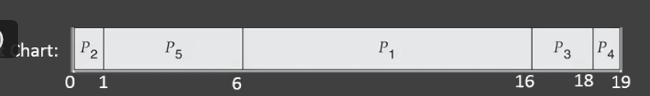 ) Chart: P₂ P₅ P₁ P₃ P₄
0 1 6 16 18 19